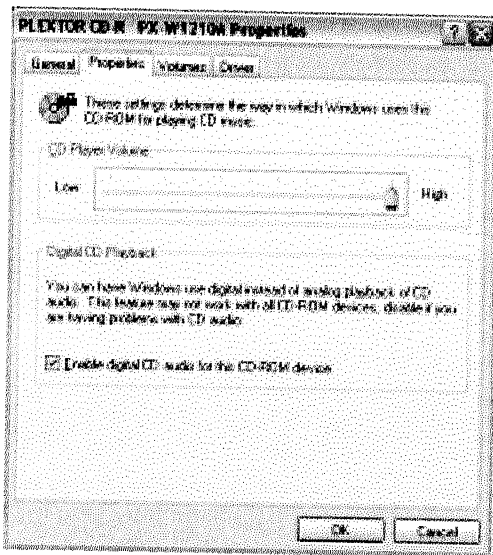 PLEXTOR CD-R PX-W1210A Properties
General Properties Volumes Driver
These settings determine the way in which Windows uses the
CD-ROM for playing CD music.
CD Player Volume
Low High
Digital CD Playback
You can have Windows use digital instead of analog playback of CD
audio. This feature may not work with all CD-ROM devices, disable it if you
are having problems with CD audio.
Enable digital CD audio for this CD-ROM device.
OK Cancel